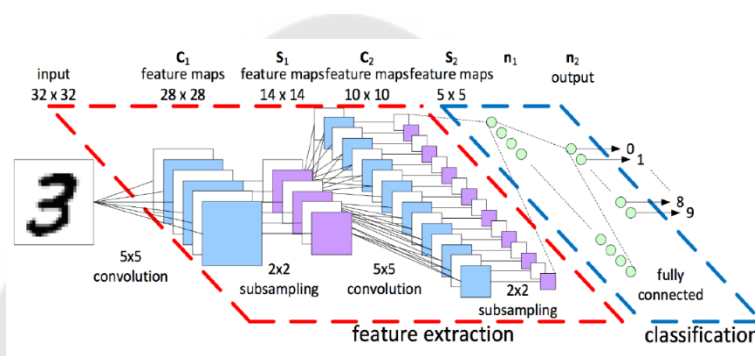 C1 S1 C2 S2 n1 n2
input feature maps feature maps feature maps feature maps output
32 x 32 28 x 28 14 x 14 10 x 10 5 x 5
0
1
8
9
5x5
convolution
2x2
subsampling
5x5
convolution
2x2
subsampling
fully
connected
feature extraction classification